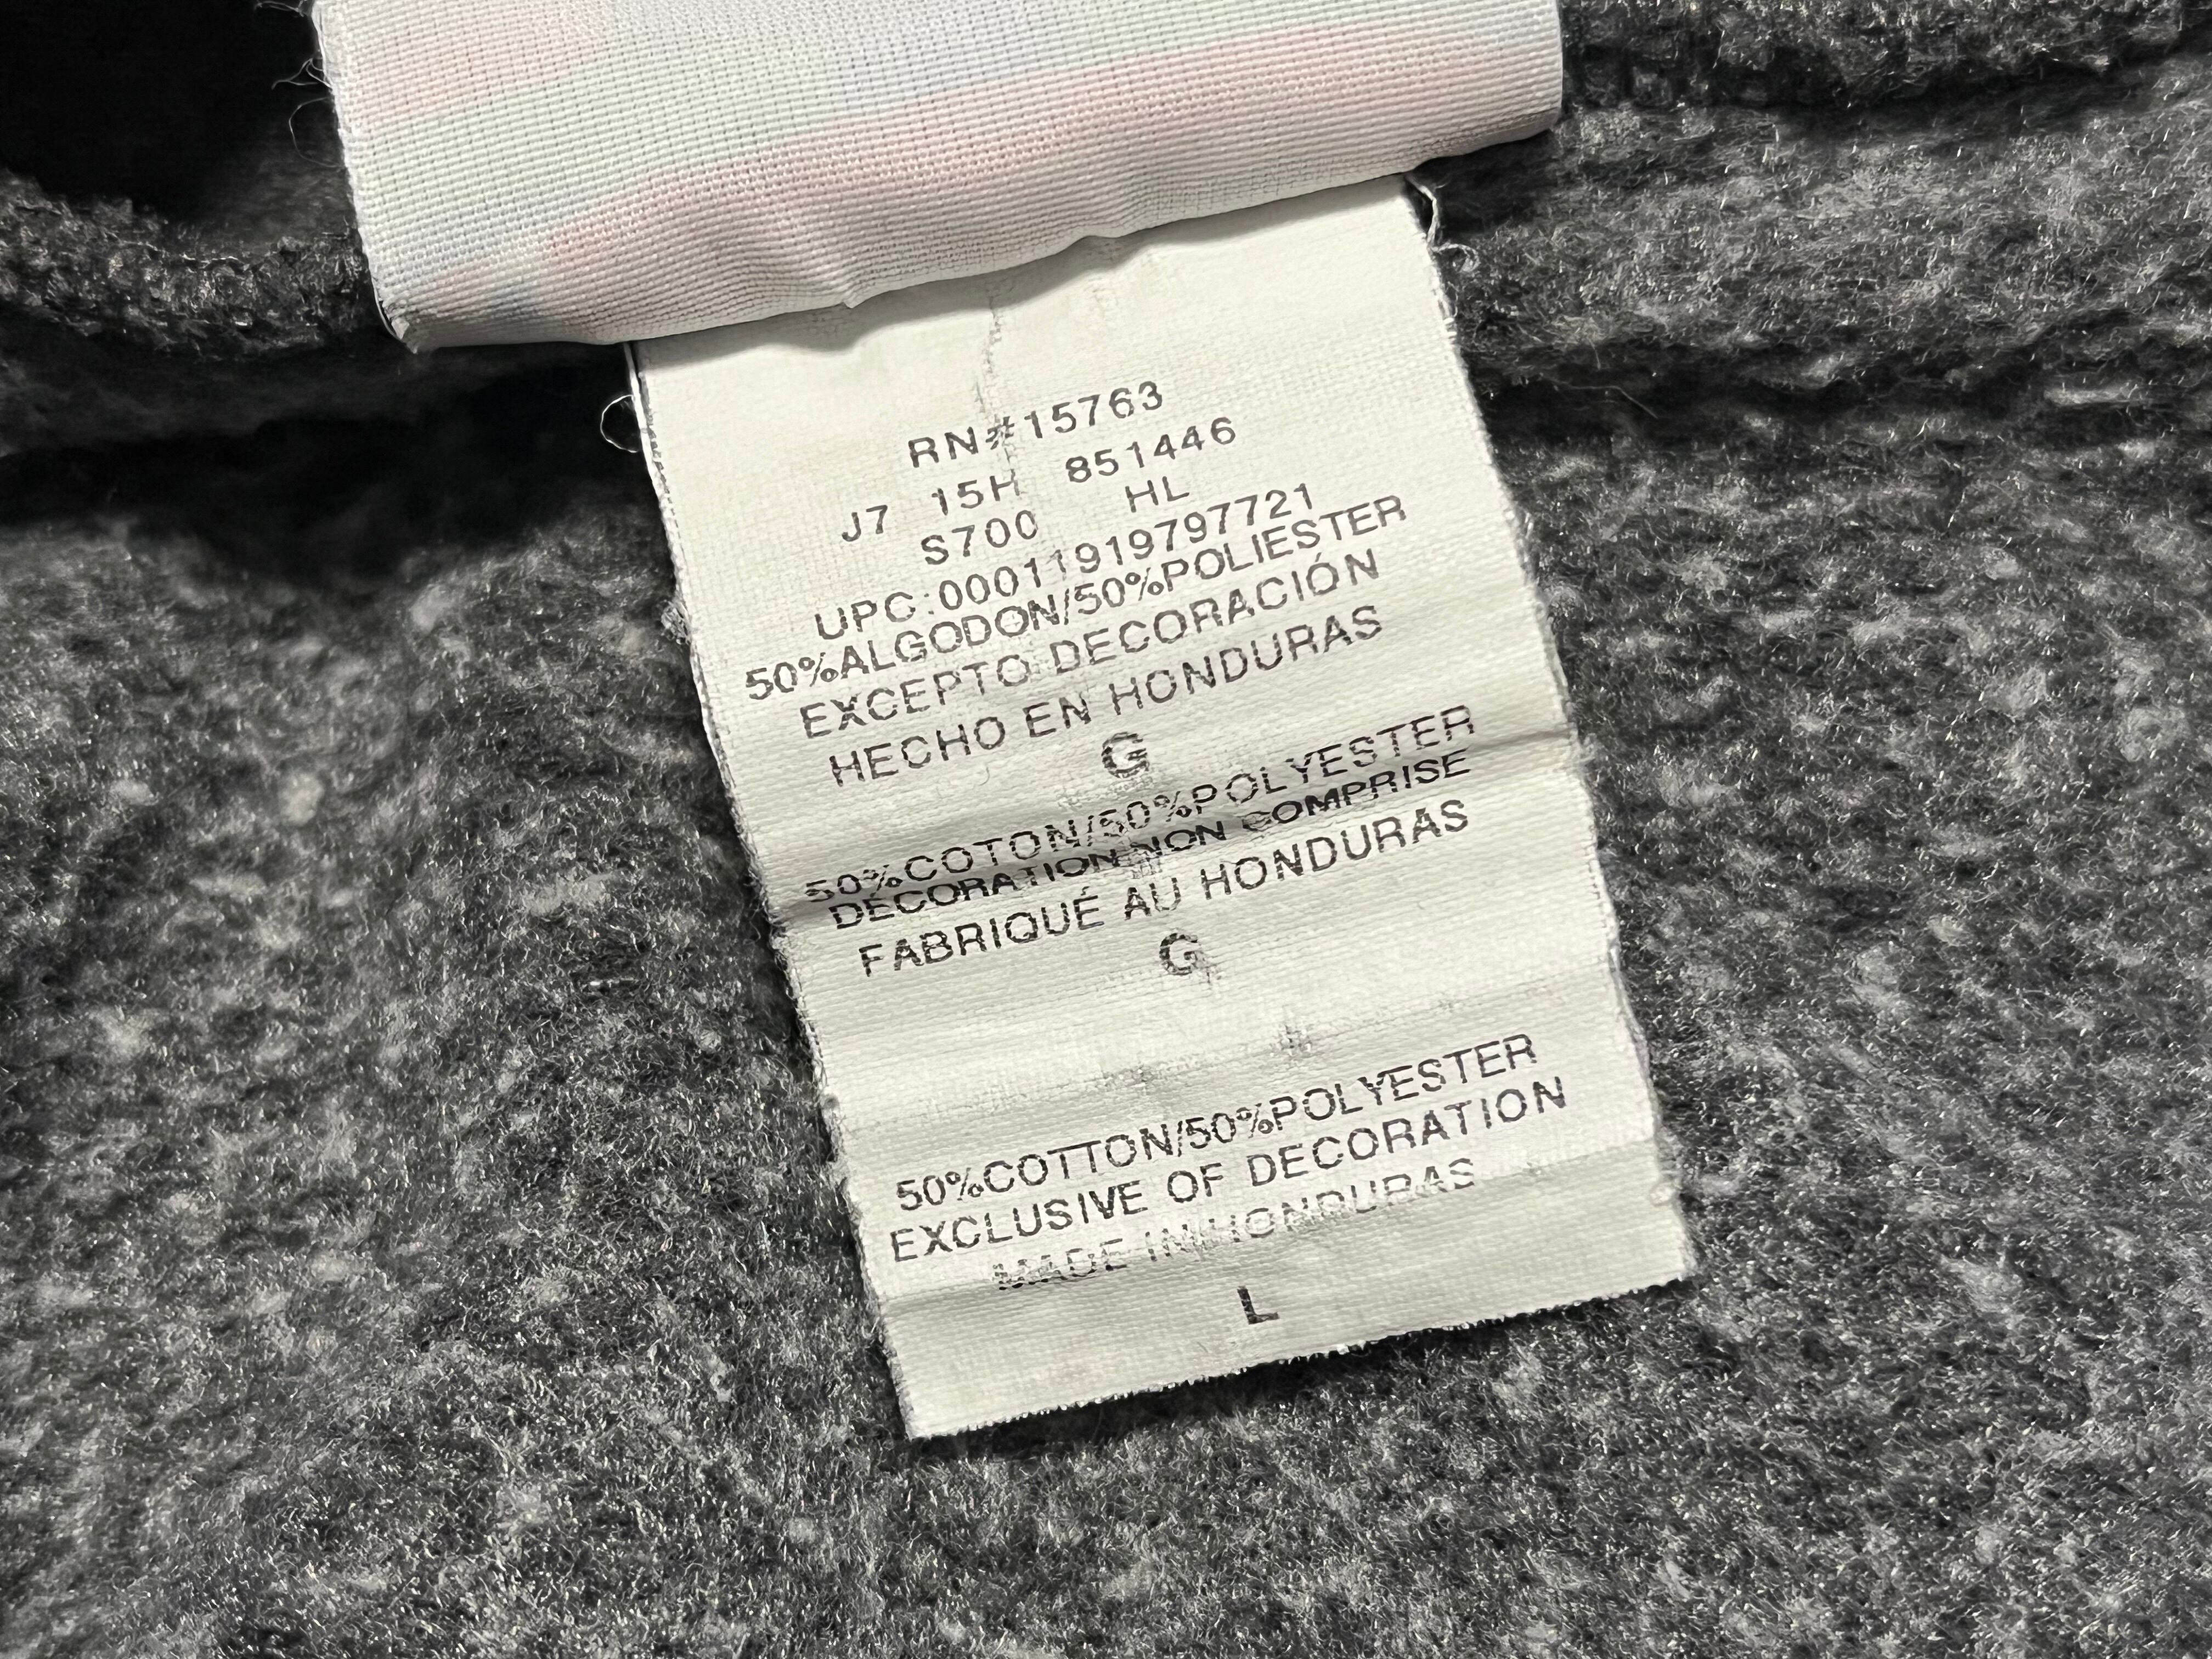 RN#15763
J7 15H 851446
S700 HL
UPC:00011919797721
50%ALGODON/50%POLIESTER
EXCEPTO DECORACIÓN
HECHO EN HONDURAS
G
50%COTON/50%POLYESTER
DÉCORATION NON COMPRISE
FABRIQUÉ AU HONDURAS
G
50%COTTON/50%POLYESTER
EXCLUSIVE OF DECORATION
MADE IN HONDURAS
L